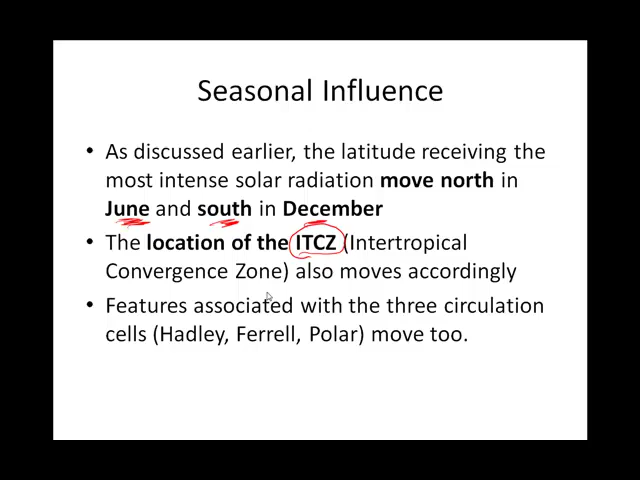 Seasonal Influence
• As discussed earlier, the latitude receiving the
most intense solar radiation move north in
June and south in December
• The location of the ITCZ (Intertropical
Convergence Zone) also moves accordingly
• Features associated with the three circulation
cells (Hadley, Ferrell, Polar) move too.